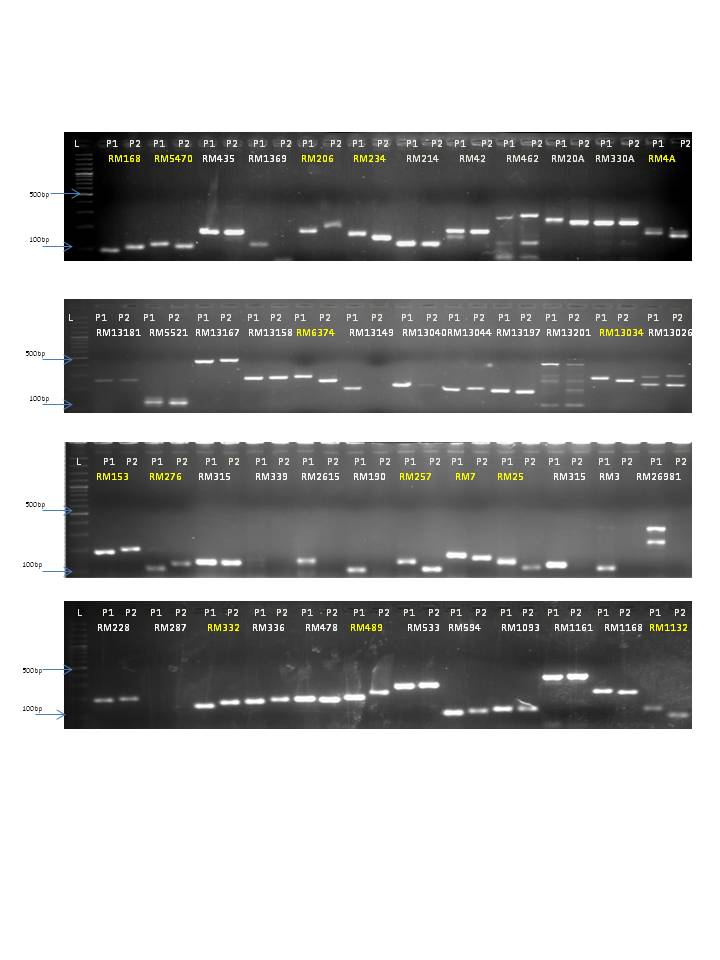 L P1 P2 P1 P2 P1 P2 P1 P2 P1 P2 P1 P2 P1 P2 P1 P2 P1 P2 P1 P2 P1 P2 P1 P2
RM168 RM5470 RM435 RM1369 RM206 RM234 RM214 RM42 RM462 RM20A RM330A RM4A
500bp
100bp
L P1 P2 P1 P2 P1 P2 P1 P2 P1 P2 P1 P2 P1 P2 P1 P2 P1 P2 P1 P2 P1 P2 P1 P2
RM13181 RM5521 RM13167 RM13158 RM6374 RM13149 RM13040 RM13044 RM13197 RM13201 RM13034 RM13026
500bp
100bp
L P1 P2 P1 P2 P1 P2 P1 P2 P1 P2 P1 P2 P1 P2 P1 P2 P1 P2 P1 P2 P1 P2 P1 P2
RM153 RM276 RM315 RM339 RM2615 RM190 RM257 RM7 RM25 RM315 RM3 RM26981
500bp
100bp
L P1 P2 P1 P2 P1 P2 P1 P2 P1 P2 P1 P2 P1 P2 P1 P2 P1 P2 P1 P2 P1 P2 P1 P2
RM228 RM287 RM332 RM336 RM478 RM489 RM533 RM594 RM1093 RM1161 RM1168 RM1132
500bp
100bp